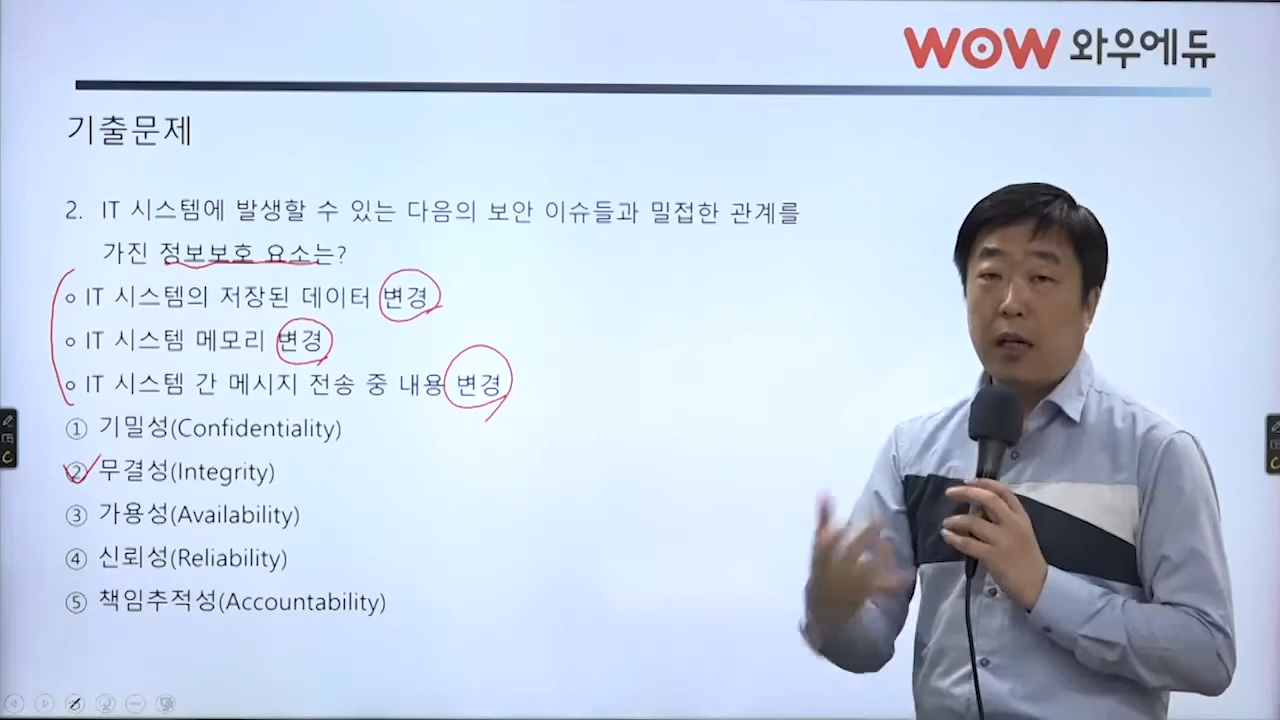 WOW 와우에듀
기출문제
2. IT 시스템에 발생할 수 있는 다음의 보안 이슈들과 밀접한 관계를
가진 정보보호 요소는?
∘ IT 시스템의 저장된 데이터 변경
∘ IT 시스템 메모리 변경
∘ IT 시스템 간 메시지 전송 중 내용 변경
① 기밀성(Confidentiality)
② 무결성(Integrity)
③ 가용성(Availability)
④ 신뢰성(Reliability)
⑤ 책임추적성(Accountability)